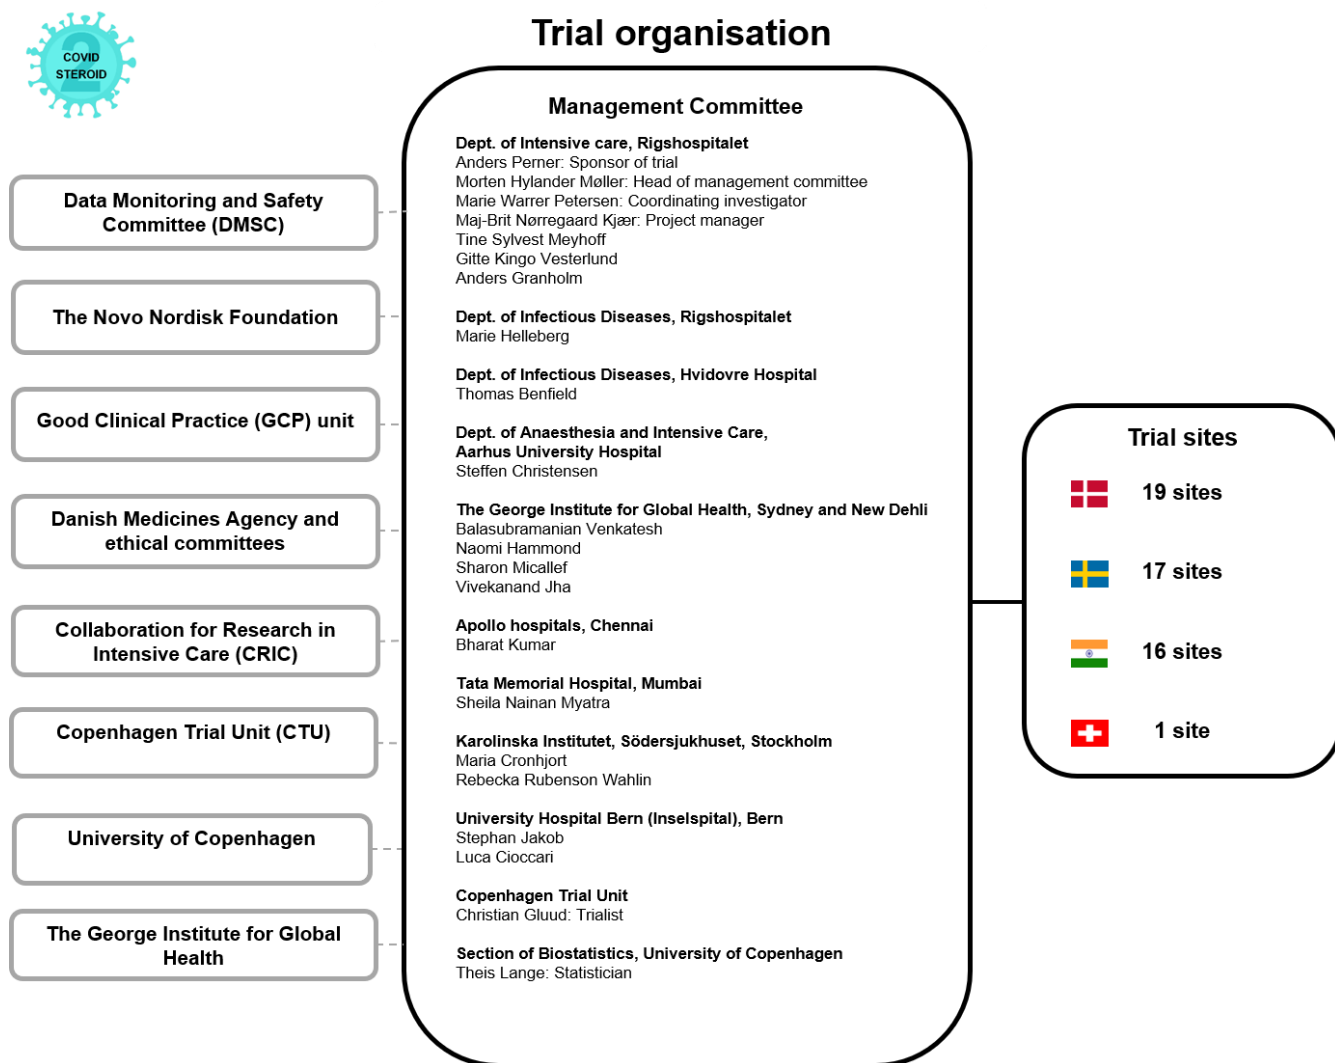 Trial organisation
2
COVID
STEROID
Data Monitoring and Safety
Committee (DMSC)
The Novo Nordisk Foundation
Good Clinical Practice (GCP) unit
Danish Medicines Agency and
ethical committees
Collaboration for Research in
Intensive Care (CRIC)
Copenhagen Trial Unit (CTU)
University of Copenhagen
The George Institute for Global
Health
Management Committee
Dept. of Intensive care, Rigshospitalet
Anders Perner: Sponsor of trial
Morten Hylander Møller: Head of management committee
Marie Warrer Petersen: Coordinating investigator
Maj-Brit Nørregaard Kjær: Project manager
Tine Sylvest Meyhoff
Gitte Kingo Vesterlund
Anders Granholm
Dept. of Infectious Diseases, Rigshospitalet
Marie Helleberg
Dept. of Infectious Diseases, Hvidovre Hospital
Thomas Benfield
Dept. of Anaesthesia and Intensive Care,
Aarhus University Hospital
Steffen Christensen
The George Institute for Global Health, Sydney and New Dehli
Balasubramanian Venkatesh
Naomi Hammond
Sharon Micallef
Vivekanand Jha
Apollo hospitals, Chennai
Bharat Kumar
Tata Memorial Hospital, Mumbai
Sheila Nainan Myatra
Karolinska Institutet, Södersjukhuset, Stockholm
Maria Cronhjort
Rebecka Rubenson Wahlin
University Hospital Bern (Inselspital), Bern
Stephan Jakob
Luca Cioccari
Copenhagen Trial Unit
Christian Gluud: Trialist
Section of Biostatistics, University of Copenhagen
Theis Lange: Statistician
Trial sites
19 sites
17 sites
16 sites
1 site